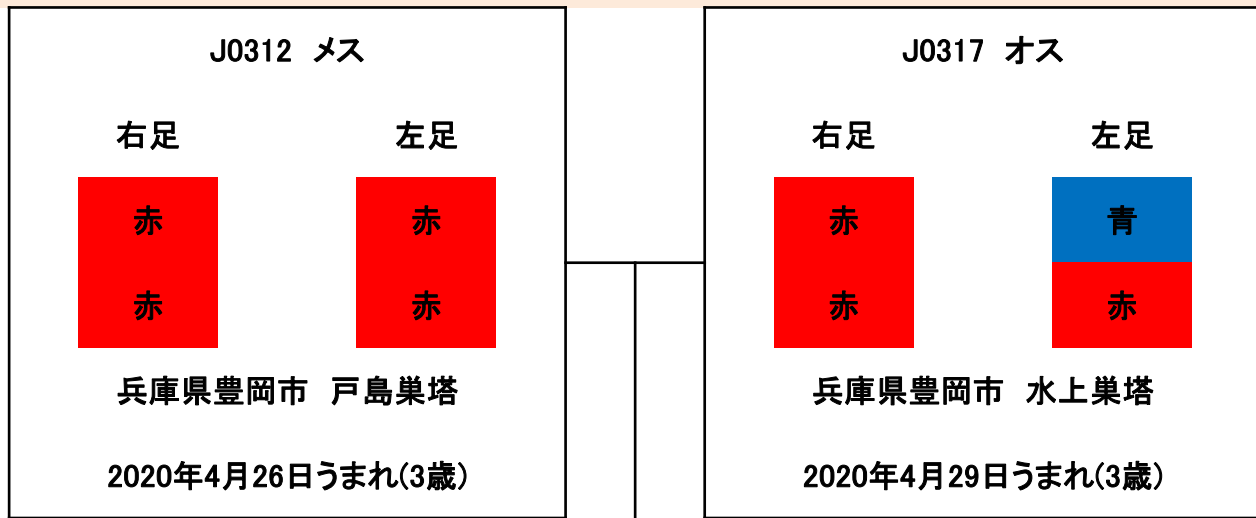 J0312 メス
右足 左足
赤 赤
赤 赤
兵庫県豊岡市 戸島巣塔
2020年4月26日うまれ(3歳)
J0317 オス
右足 左足
赤 青
赤 赤
兵庫県豊岡市 水上巣塔
2020年4月29日うまれ(3歳)